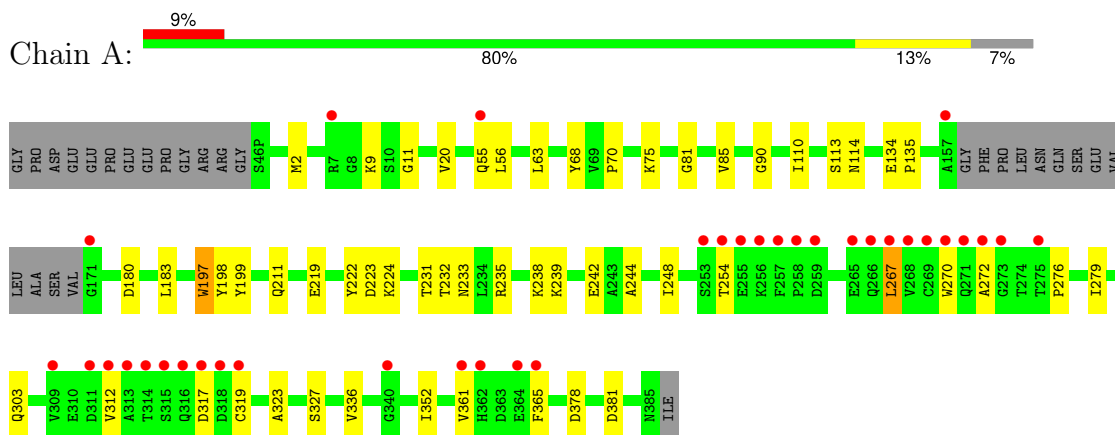 9%
Chain A:
80% 13% 7%
GLY PRO ASP GLU GLU PRO GLU GLU PRO GLY ARG ARG GLY S46P M2 R7 G8 K9 S10 G11 V20 Q55 L56 L63 Y68 V69 P70 K75 G81 V85 G90 I110 S113 N114 E134 P135 A157 GLY PHE PRO LEU ASN GLN SER GLU VAL
LEU ALA SER VAL G171 D180 L183 W197 Y198 Y199 Q211 E219 Y222 D223 K224 T231 T232 N233 L234 R235 K238 K239 E242 A243 A244 I248 S253 T254 E255 K256 F257 P258 D259 E265 Q266 L267 V268 C269 W270 Q271 A272 G273 T274 T275 P276 I279
Q303 V309 E310 D311 V312 A313 T314 S315 Q316 D317 D318 C319 A323 S327 V336 G340 I352 V361 H362 D363 E364 F365 D378 D381 N385 ILE